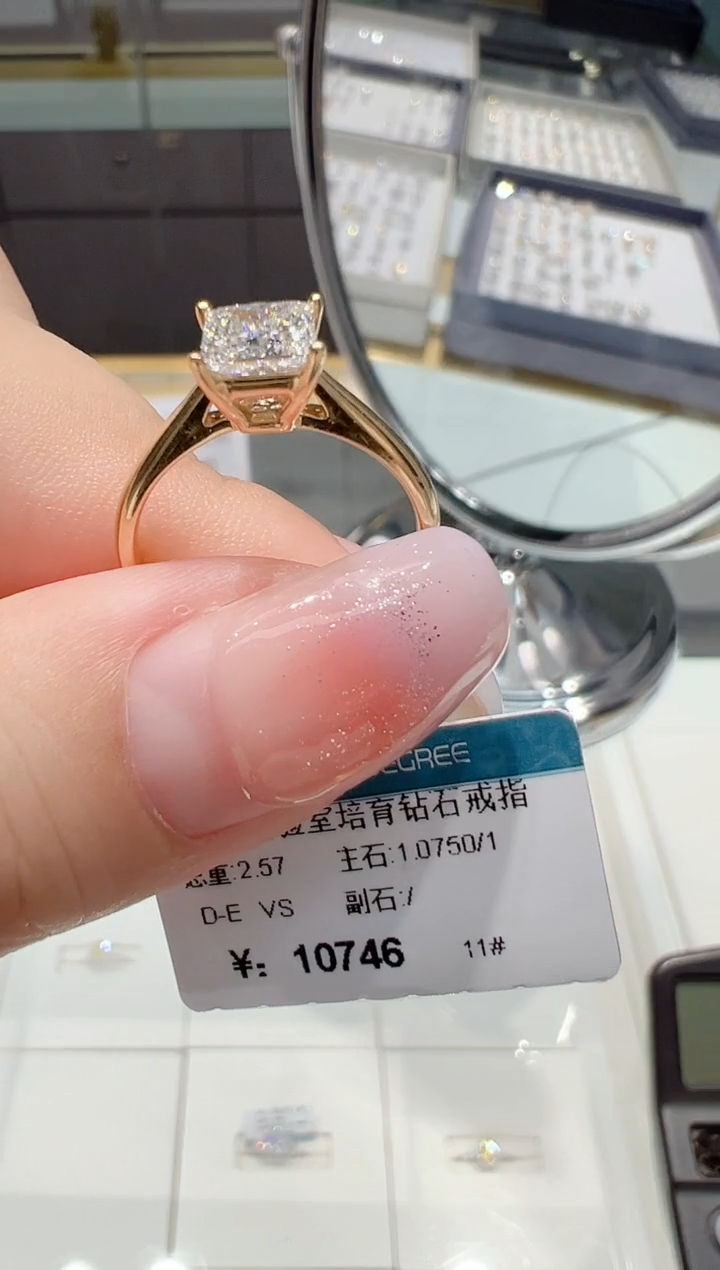 EGREE
室培育钻石戒指
总重:2.57 主石:1.0750/1
D-E VS 副石:/
¥: 10746 11#